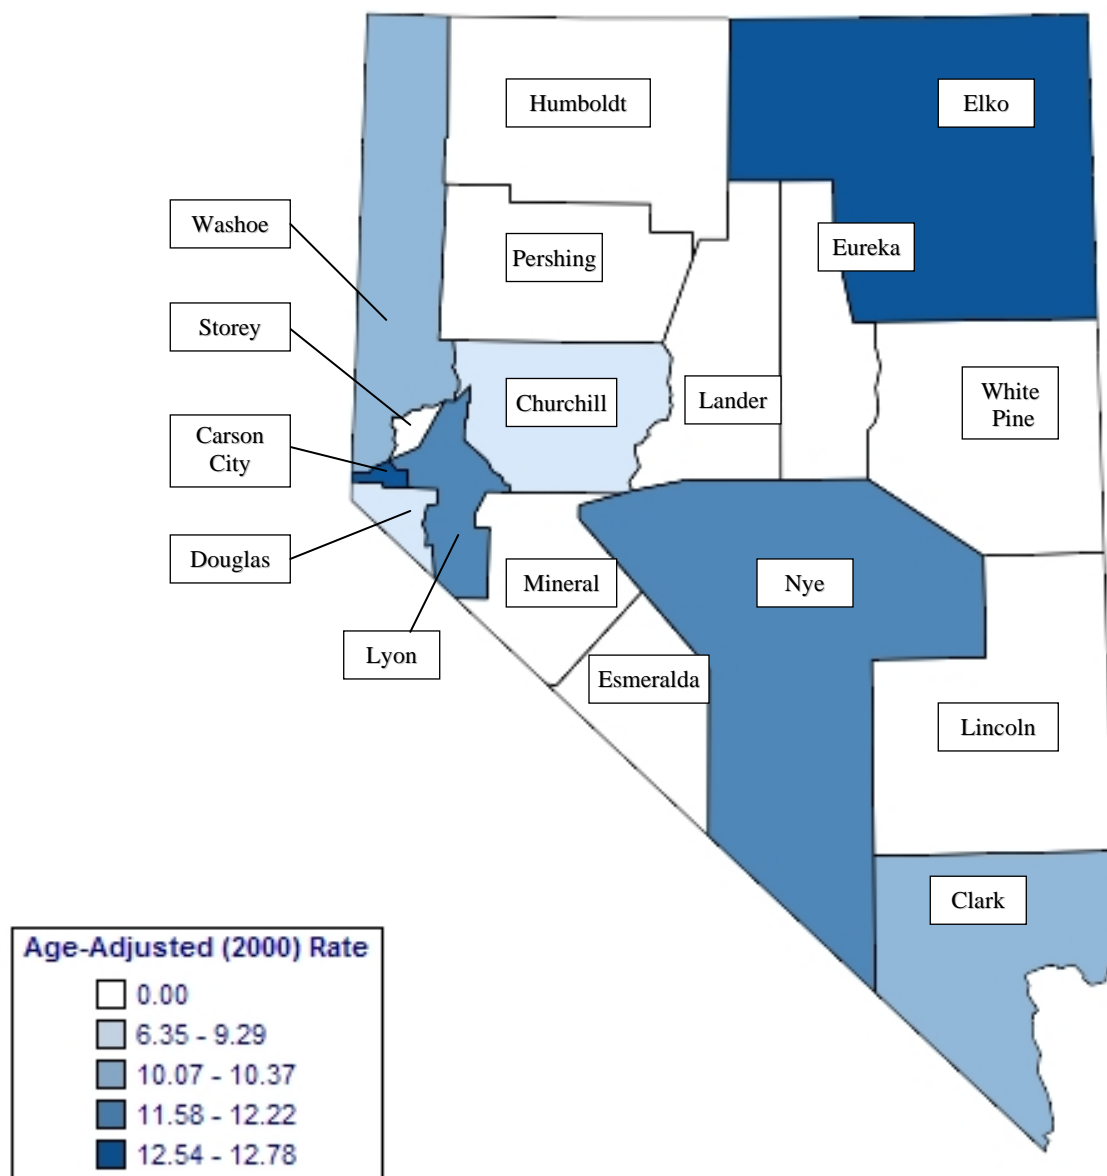 Humboldt
Elko
Washoe
Eureka
Pershing
Storey
Churchill
Lander
White
Pine
Carson
City
Douglas
Mineral
Nye
Lyon
Esmeralda
Lincoln
Clark
Age-Adjusted (2000) Rate
0.00
6.35 - 9.29
10.07 - 10.37
11.58 - 12.22
12.54 - 12.78